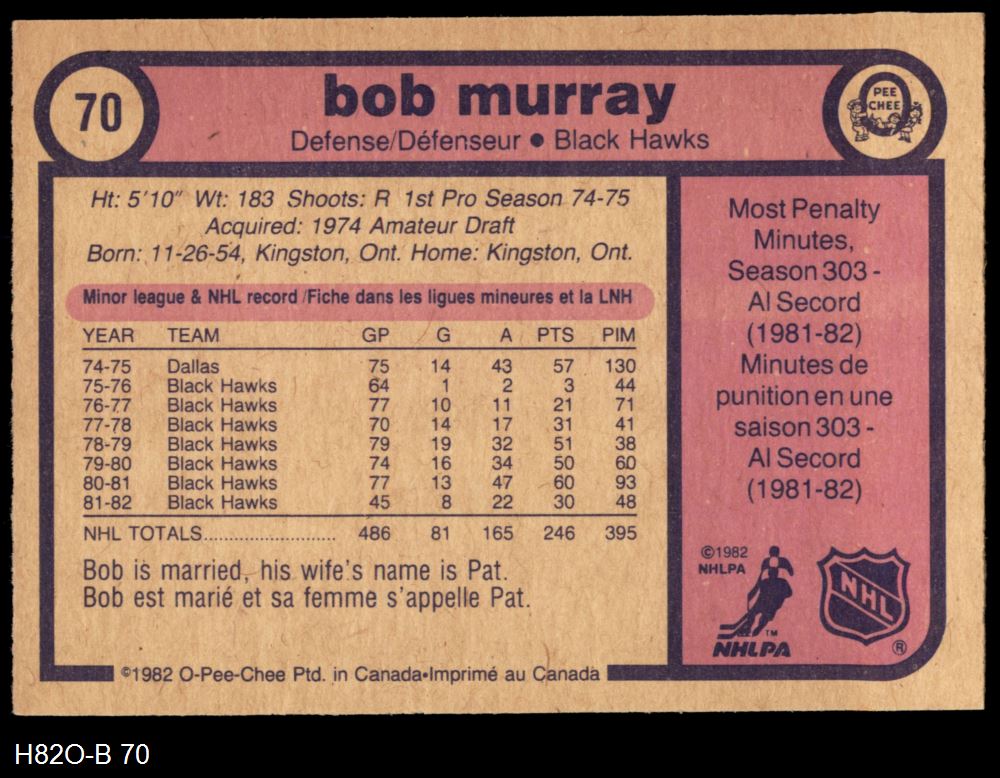 70
bob murray
Defense/Défenseur • Black Hawks
PEE
CHEE
Ht: 5'10" Wt: 183 Shoots: R 1st Pro Season 74-75
Acquired: 1974 Amateur Draft
Born: 11-26-54, Kingston, Ont. Home: Kingston, Ont.
Minor league & NHL record/Fiche dans les ligues mineures et la LNH
YEAR TEAM GP G A PTS PIM
74-75 Dallas 75 14 43 57 130
75-76 Black Hawks 64 1 2 3 44
76-77 Black Hawks 77 10 11 21 71
77-78 Black Hawks 70 14 17 31 41
78-79 Black Hawks 79 19 32 51 38
79-80 Black Hawks 74 16 34 50 60
80-81 Black Hawks 77 13 47 60 93
81-82 Black Hawks 45 8 22 30 48
NHL TOTALS........................... 486 81 165 246 395
Bob is married, his wife's name is Pat.
Bob est marié et sa femme s'appelle Pat.
©1982 O-Pee-Chee Ptd. in Canada•Imprimé au Canada
Most Penalty
Minutes,
Season 303 -
Al Secord
(1981-82)
Minutes de
punition en une
saison 303 -
Al Secord
(1981-82)
©1982
NHLPA
TM
NHLPA
NHL
®
H82O-B 70